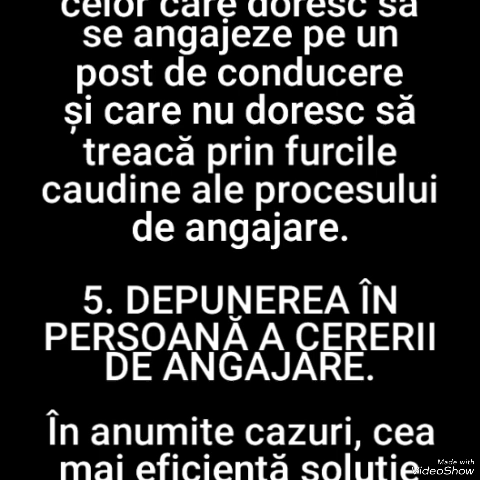 celor care doresc să
se angajeze pe un
post de conducere
și care nu doresc să
treacă prin furcile
caudine ale procesului
de angajare.
5. DEPUNEREA ÎN
PERSOANĂ A CERERII
DE ANGAJARE.
În anumite cazuri, cea
mai eficientă soluție
Made with
VideoShow